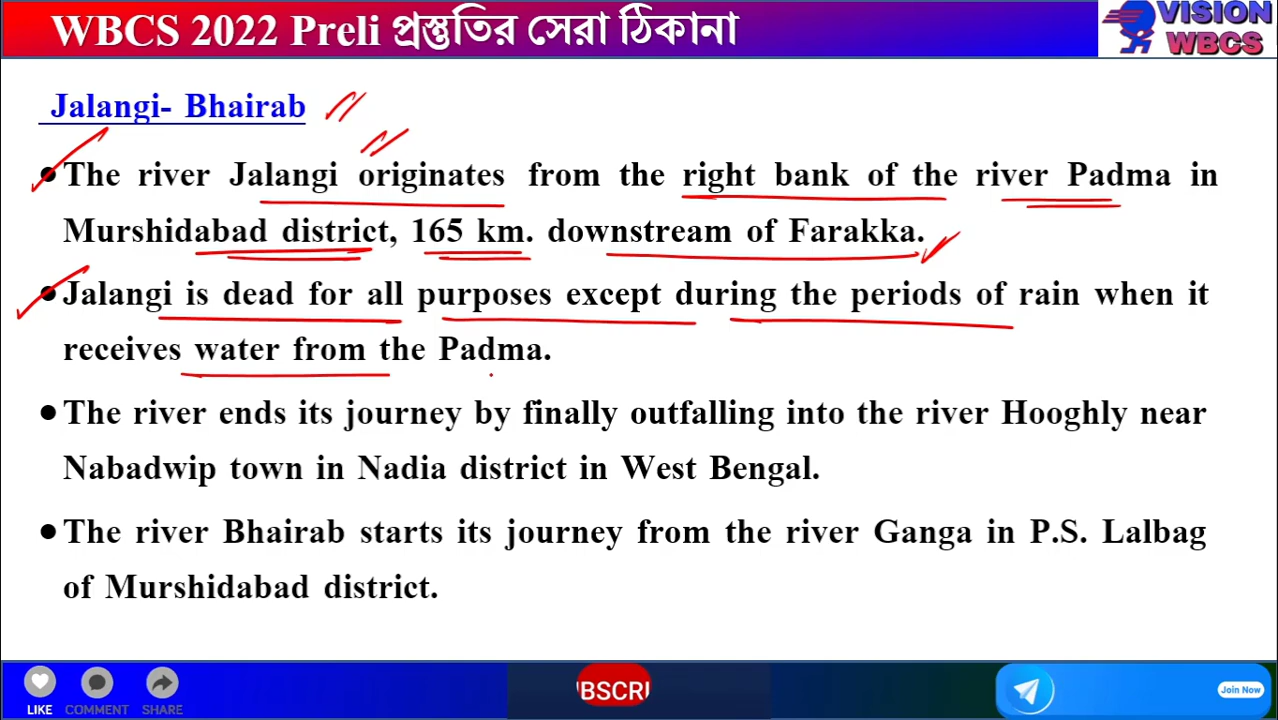 WBCS 2022 Preli প্রস্তুতির সেরা ঠিকানা
VISION
WBCS
Jalangi- Bhairab
● The river Jalangi originates from the right bank of the river Padma in
Murshidabad district, 165 km. downstream of Farakka.
● Jalangi is dead for all purposes except during the periods of rain when it
receives water from the Padma.
● The river ends its journey by finally outfalling into the river Hooghly near
Nabadwip town in Nadia district in West Bengal.
● The river Bhairab starts its journey from the river Ganga in P.S. Lalbag
of Murshidabad district.
LIKE COMMENT SHARE
BSCRI
Join Now